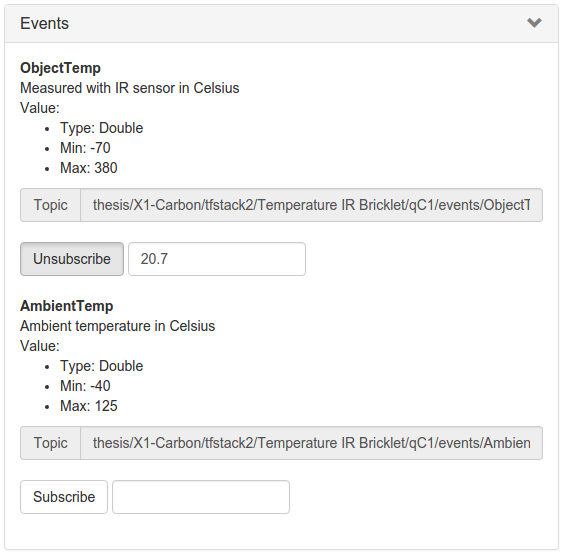 Events
ObjectTemp
Measured with IR sensor in Celsius
Value:
• Type: Double
• Min: -70
• Max: 380
Topic thesis/X1-Carbon/tfstack2/Temperature IR Bricklet/qC1/events/ObjectT
Unsubscribe 20.7
AmbientTemp
Ambient temperature in Celsius
Value:
• Type: Double
• Min: -40
• Max: 125
Topic thesis/X1-Carbon/tfstack2/Temperature IR Bricklet/qC1/events/Ambien
Subscribe